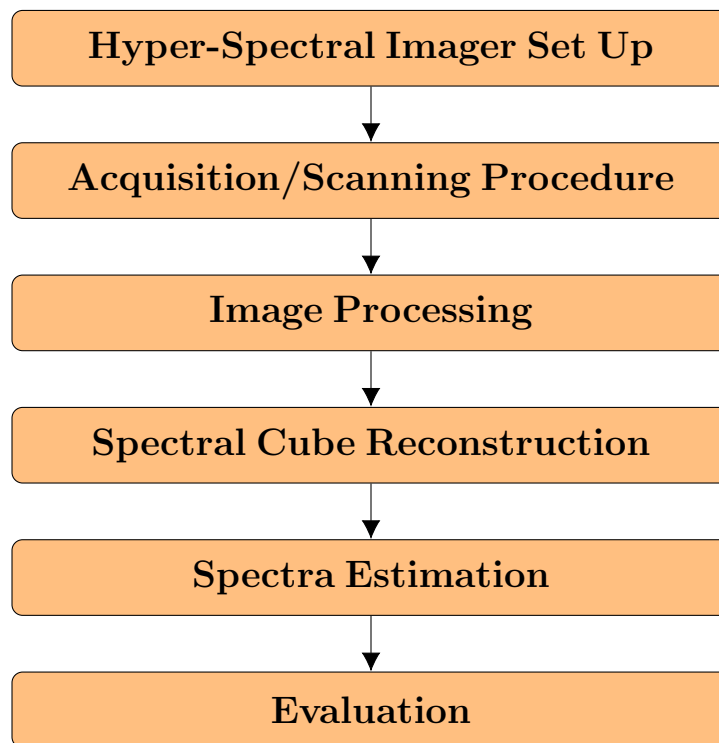 Hyper-Spectral Imager Set Up
Acquisition/Scanning Procedure
Image Processing
Spectral Cube Reconstruction
Spectra Estimation
Evaluation